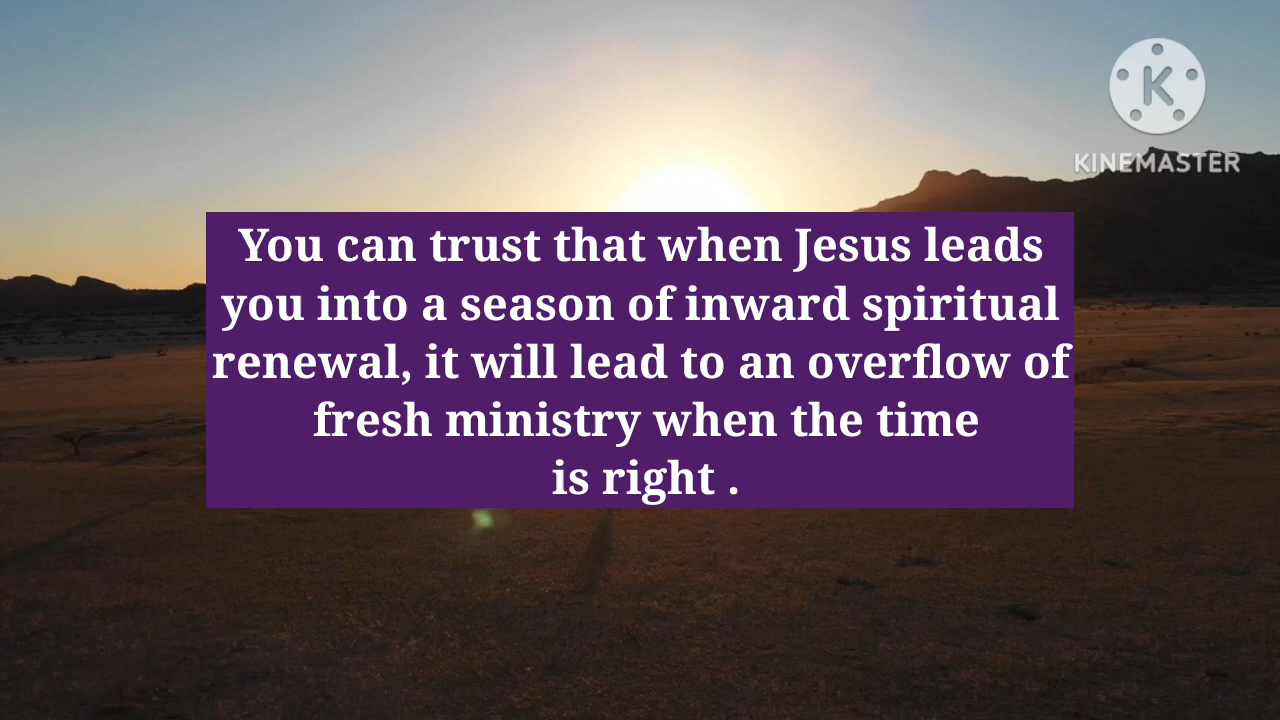 K
KINEMASTER
You can trust that when Jesus leads
you into a season of inward spiritual
renewal, it will lead to an overflow of
fresh ministry when the time
is right .